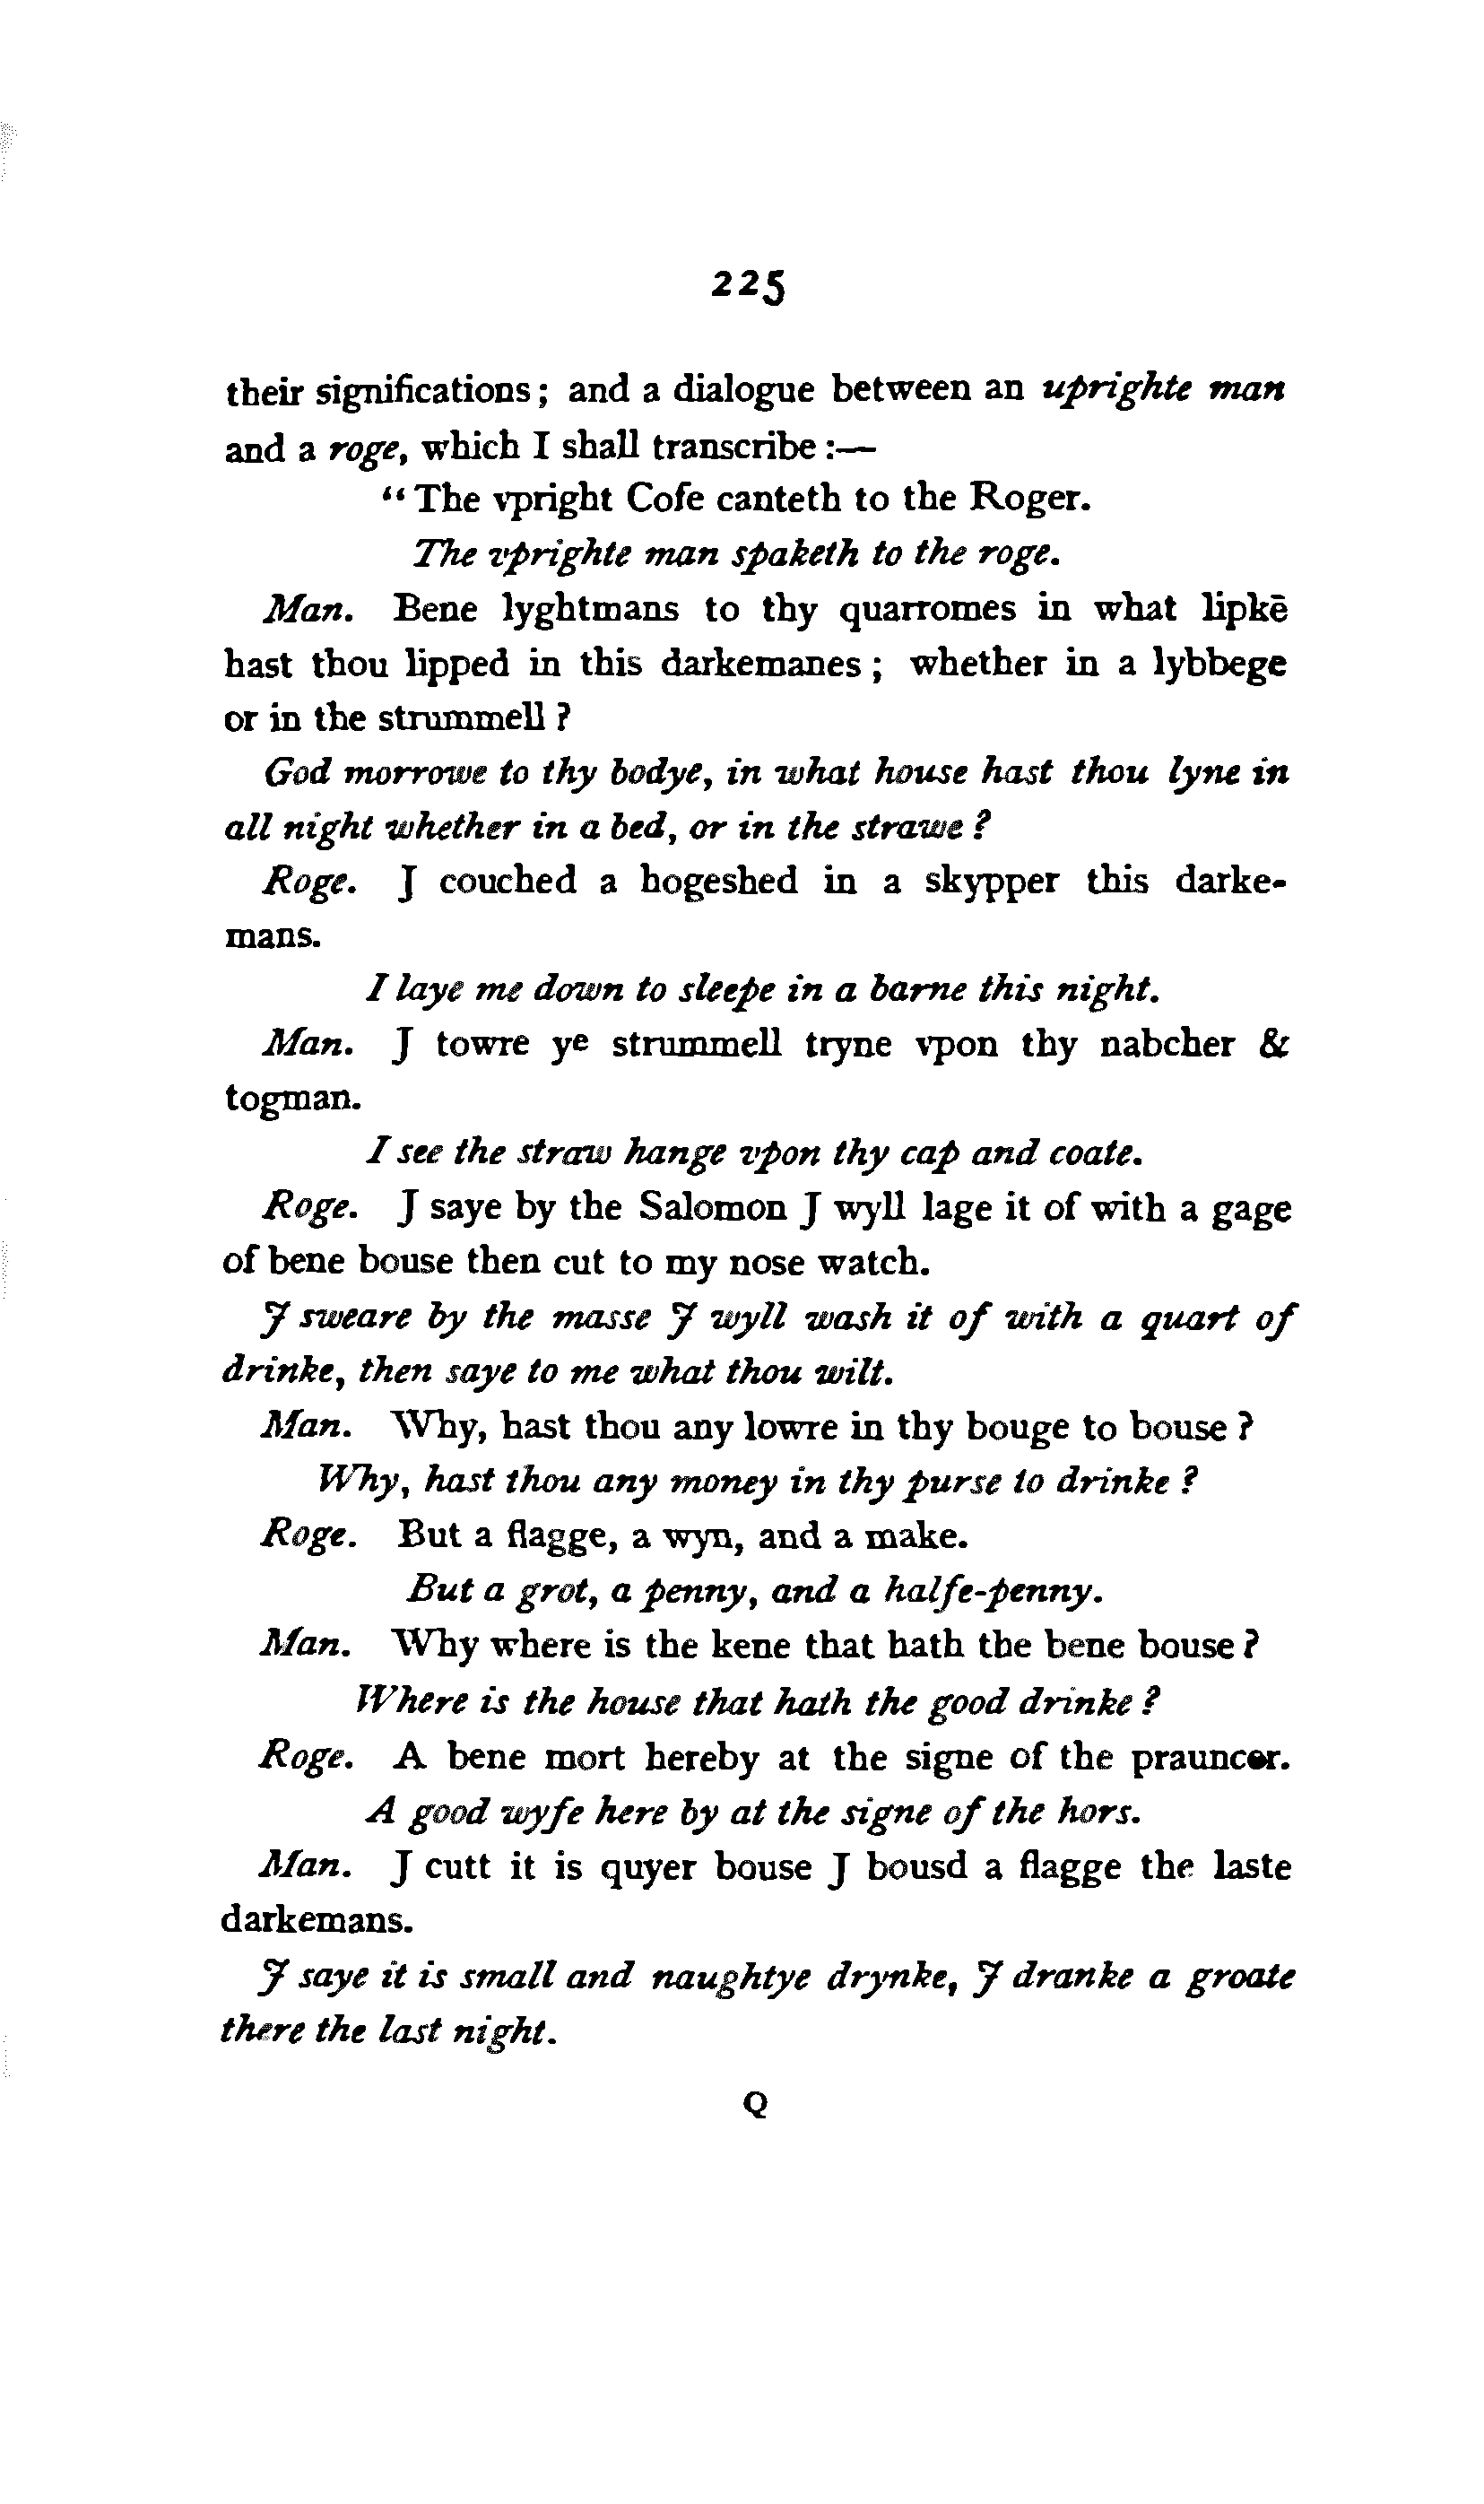 225
their significations; and a dialogue between an uprighte man
and a roge, which I shall transcribe:—
"The vpright Cofe canteth to the Roger.
The vprighte man spaketh to the roge.
Man. Bene lyghtmans to thy quarromes in what lipkē
hast thou lipped in this darkemanes; whether in a lybbege
or in the strummell?
God morrowe to thy bodye, in what house hast thou lyne in
all night whether in a bed, or in the strawe?
Roge. J couched a hogeshed in a skypper this darke-
mans.
I laye me down to sleepe in a barne this night.
Man. J towre ye strummell tryne vpon thy nabcher &
togman.
I see the straw hange vpon thy cap and coate.
Roge. J saye by the Salomon J wyll lage it of with a gage
of bene bouse then cut to my nose watch.
J sweare by the masse J wyll wash it of with a quart of
drinke, then saye to me what thou wilt.
Man. Why, hast thou any lowre in thy bouge to bouse?
Why, hast thou any money in thy purse to drinke?
Roge. But a flagge, a wyn, and a make.
But a grot, a penny, and a halfe-penny.
Man. Why where is the kene that hath the bene bouse?
Where is the house that hath the good drinke?
Roge. A bene mort hereby at the signe of the prauncer.
A good wyfe here by at the signe of the hors.
Man. J cutt it is quyer bouse J bousd a flagge the laste
darkemans.
J saye it is small and naughtye drynke, J dranke a groate
there the last night.
Q